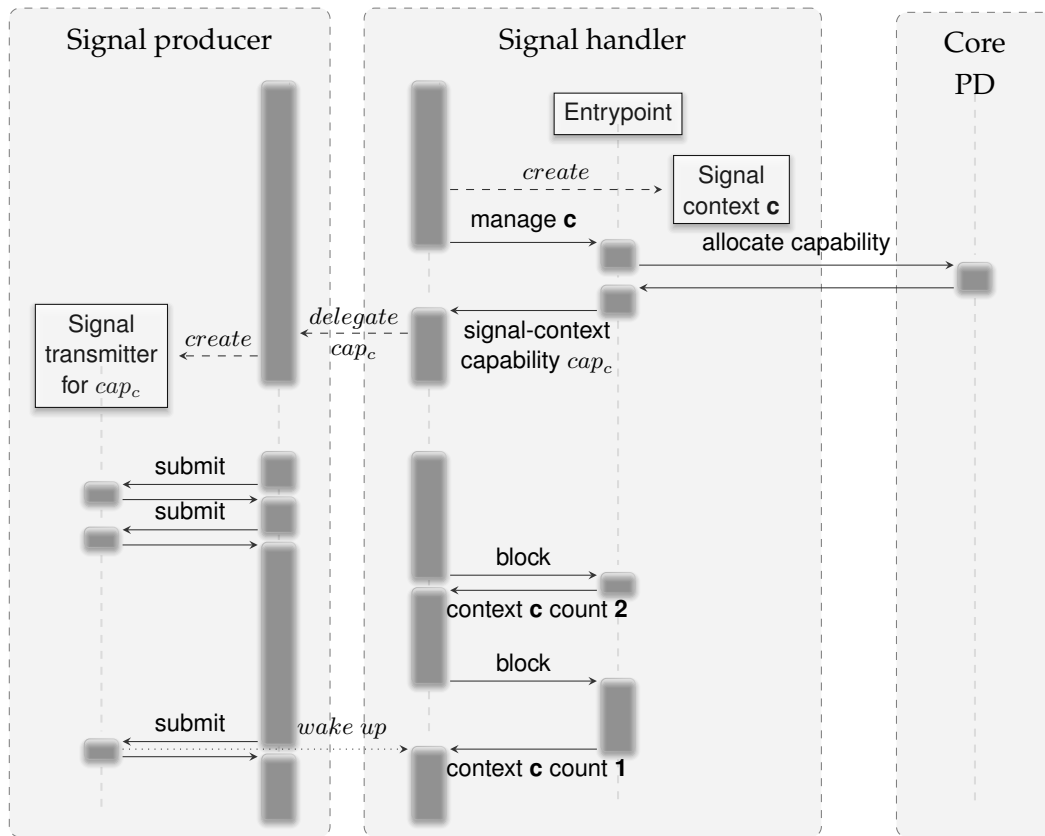 Signal producer
Signal handler
Core
PD
Entrypoint
create
Signal
context c
manage c
allocate capability
delegate
cap_c
signal-context
capability cap_c
create
Signal
transmitter
for cap_c
submit
submit
block
context c count 2
block
submit
wake up
context c count 1